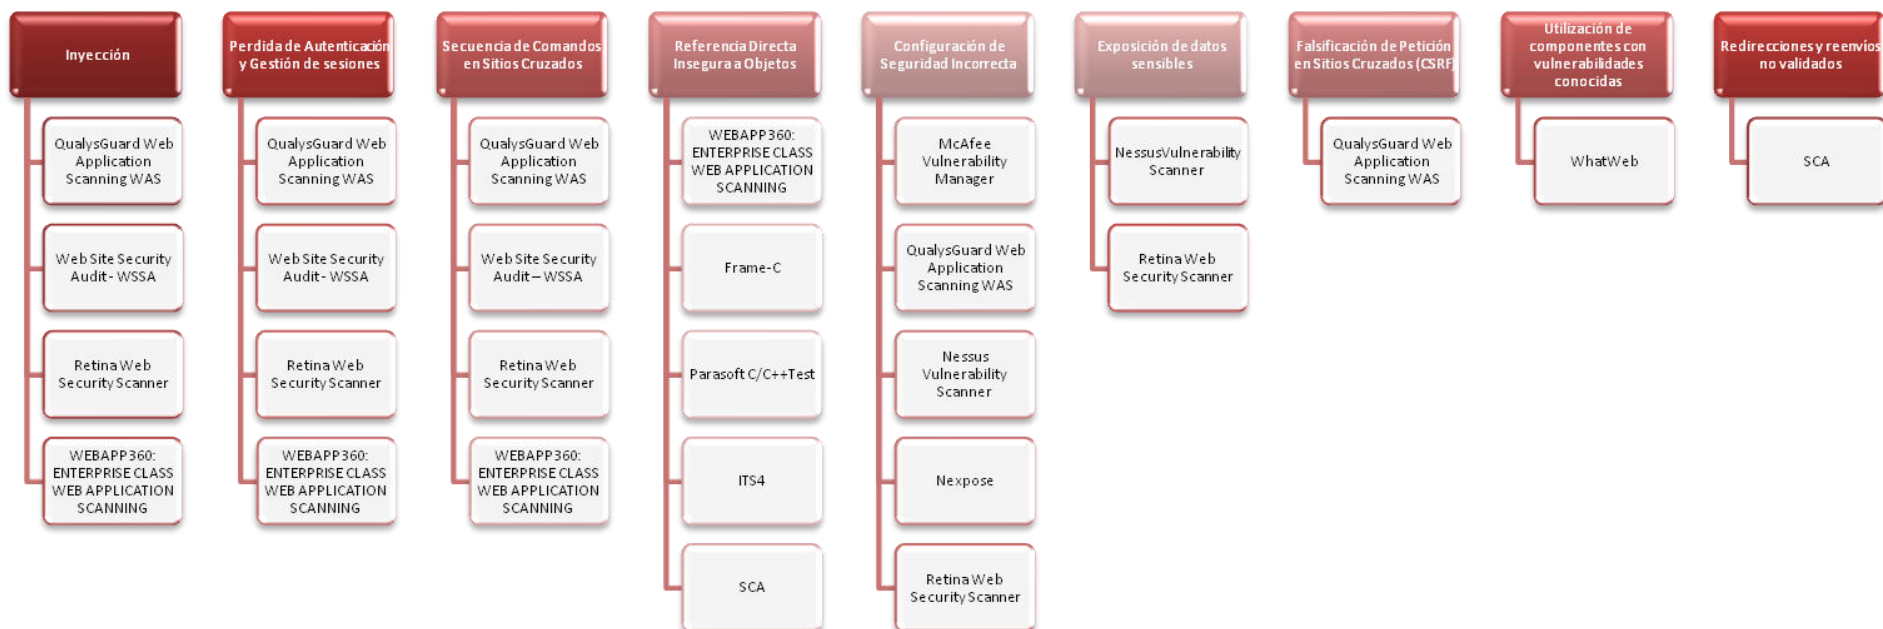 Inyección
QualysGuard Web
Application
Scanning WAS
Web Site Security
Audit - WSSA
Retina Web
Security Scanner
WEBAPP360:
ENTERPRISE CLASS
WEB APPLICATION
SCANNING
Perdida de Autenticación
y Gestión de sesiones
QualysGuard Web
Application
Scanning WAS
Web Site Security
Audit - WSSA
Retina Web
Security Scanner
WEBAPP360:
ENTERPRISE CLASS
WEB APPLICATION
SCANNING
Secuencia de Comandos
en Sitios Cruzados
QualysGuard Web
Application
Scanning WAS
Web Site Security
Audit – WSSA
Retina Web
Security Scanner
WEBAPP360:
ENTERPRISE CLASS
WEB APPLICATION
SCANNING
Referencia Directa
Insegura a Objetos
WEBAPP360:
ENTERPRISE CLASS
WEB APPLICATION
SCANNING
Frame-C
Parasoft C/C++Test
ITS4
SCA
Configuración de
Seguridad Incorrecta
McAfee
Vulnerability
Manager
QualysGuard Web
Application
Scanning WAS
Nessus
Vulnerability
Scanner
Nexpose
Retina Web
Security Scanner
Exposición de datos
sensibles
NessusVulnerability
Scanner
Retina Web
Security Scanner
Falsificación de Petición
en Sitios Cruzados (CSRF)
QualysGuard Web
Application
Scanning WAS
Utilización de
componentes con
vulnerabilidades
conocidas
WhatWeb
Redirecciones y reenvíos
no validados
SCA